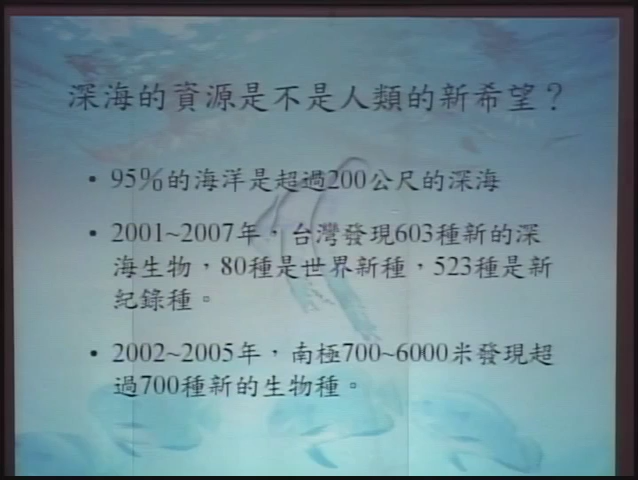 深海的資源是不是人類的新希望？
• 95%的海洋是超過200公尺的深海
• 2001~2007年，台灣發現603種新的深
海生物，80種是世界新種，523種是新
紀錄種。
• 2002~2005年，南極700~6000米發現超
過700種新的生物種。